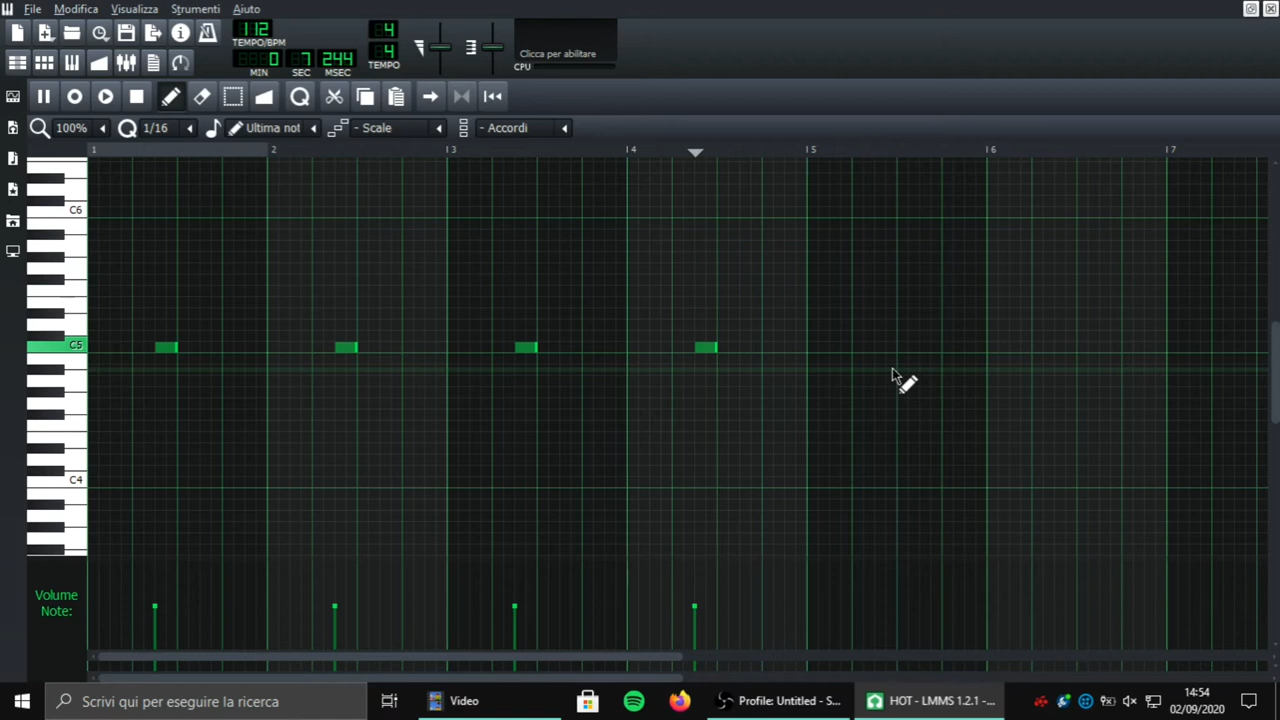 File Modifica Visualizza Strumenti Aiuto
112
TEMPO/BPM
0 7 244
MIN SEC MSEC
4
4
TEMPO
Clicca per abilitare
CPU
100% 1/16 Ultima not - Scale - Accordi
1 2 3 4 5 6 7
C6
C5
C4
Volume
Note:
Scrivi qui per eseguire la ricerca
Video
Profile: Untitled - S...
HOT - LMMS 1.2.1 -...
14:54
02/09/2020